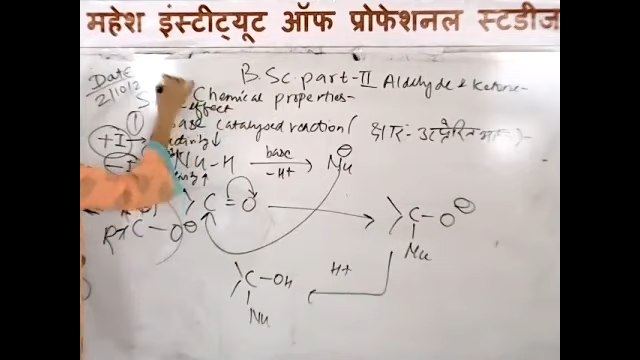 महेश इंस्टीट्यूट ऑफ प्रोफेशनल स्टडीज
Date
2/10/2
B.Sc. part-II Aldehyde & Ketone-
Chemical properties-
effect
+I
base catalysed reaction (क्षार-उत्प्रेरित
-I
Nu-H base -H+ Nu⊖
C=O
C-O⊖
Nu
R C-O⊖
H+
C-OH
Nu